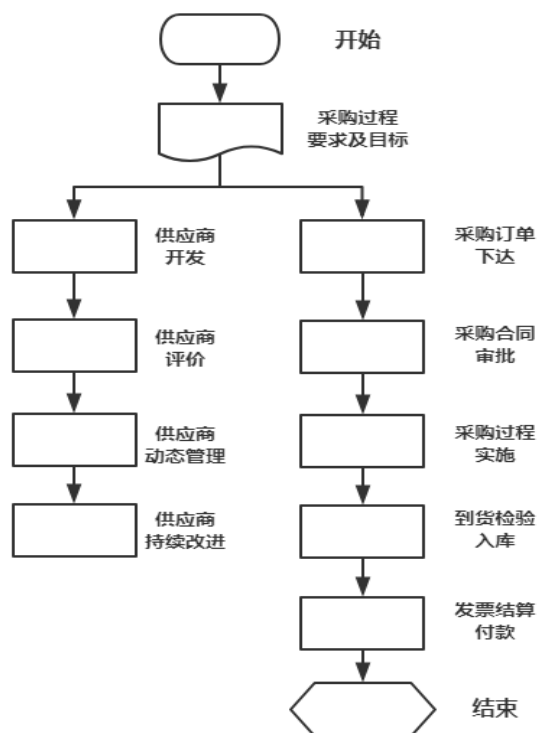 开始
采购过程
要求及目标
供应商
开发
供应商
评价
供应商
动态管理
供应商
持续改进
采购订单
下达
采购合同
审批
采购过程
实施
到货检验
入库
发票结算
付款
结束